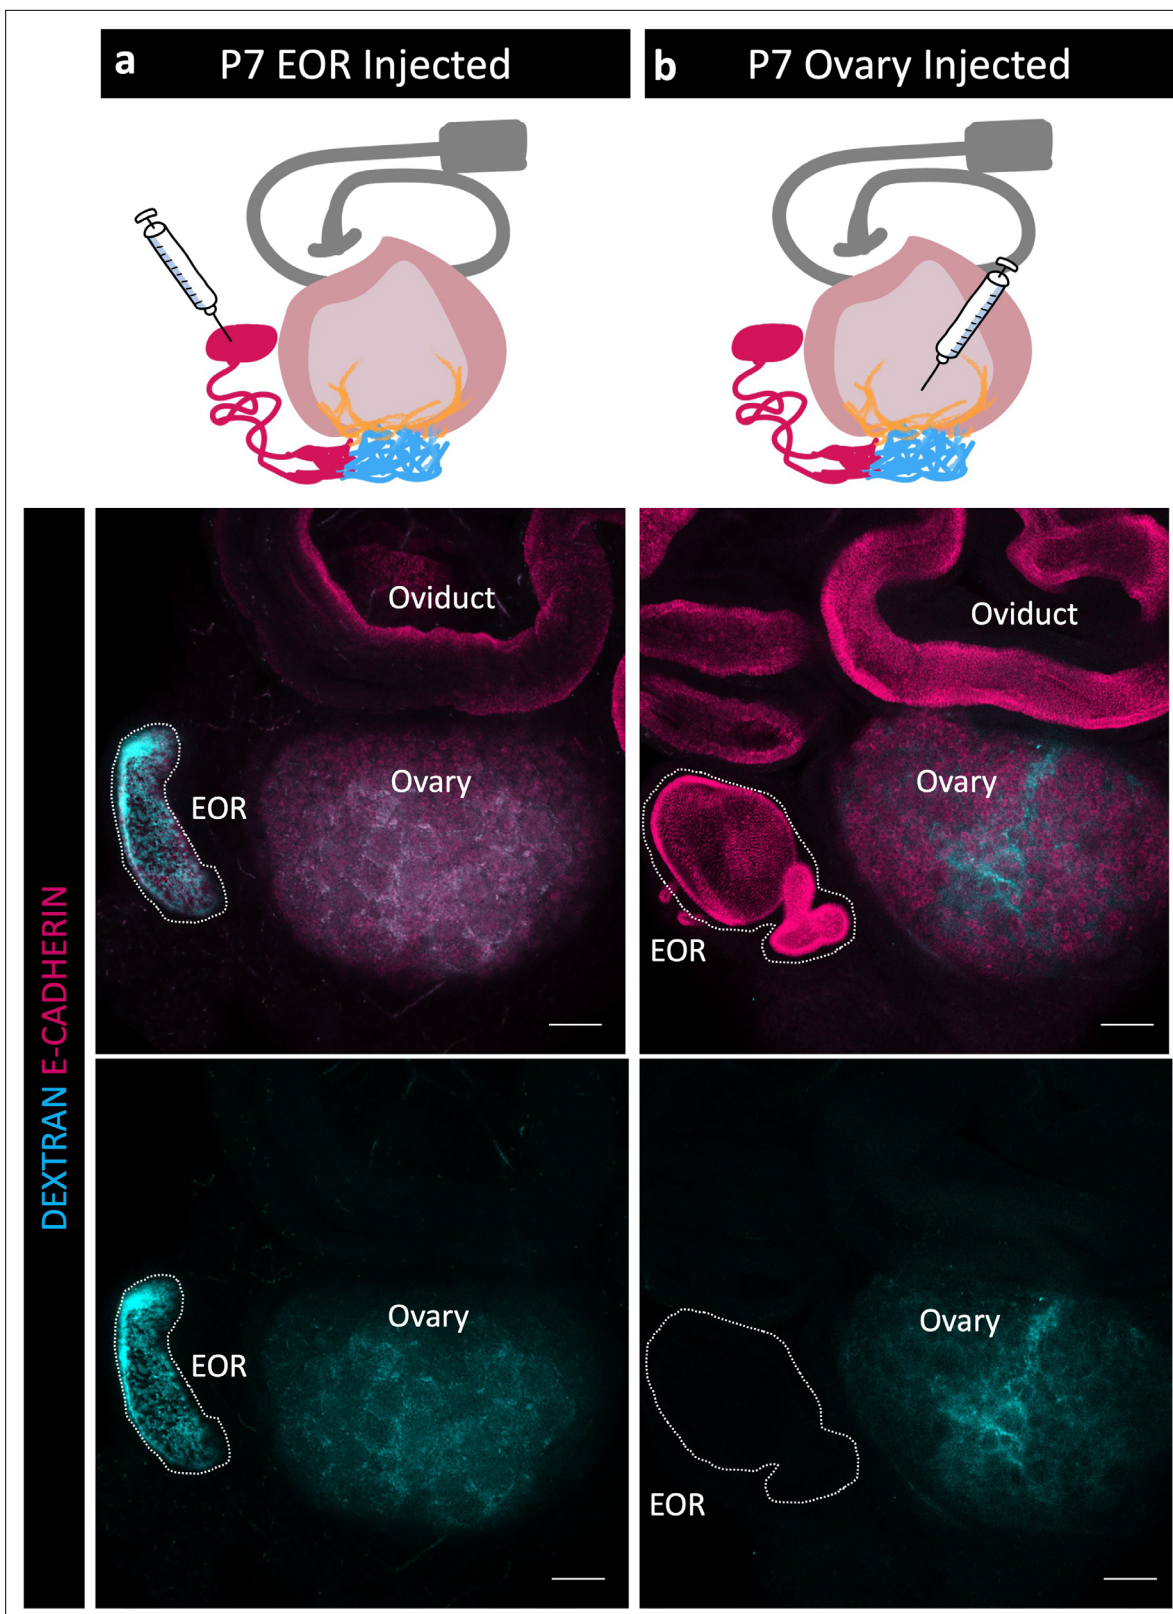 a P7 EOR Injected
b P7 Ovary Injected
DEXTRAN E-CADHERIN
Oviduct
Ovary
EOR
Oviduct
Ovary
EOR
Ovary
EOR
Ovary
EOR